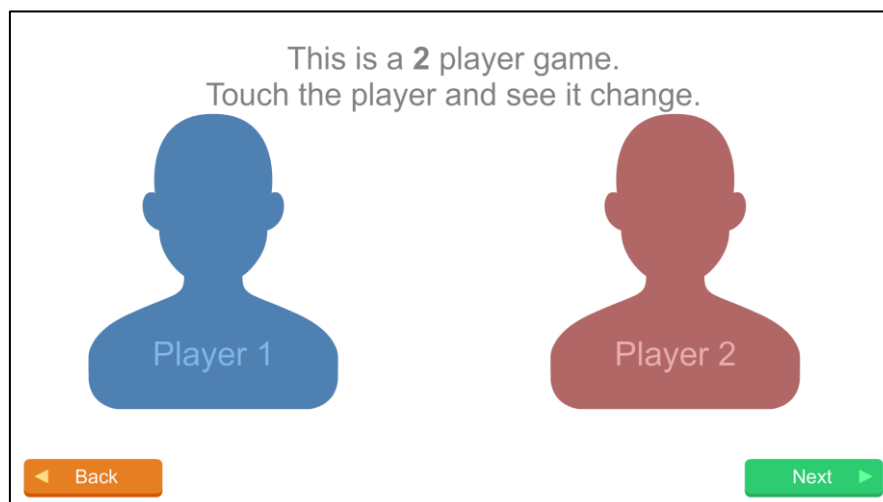 This is a 2 player game.
Touch the player and see it change.
Player 1
Player 2
Back
Next